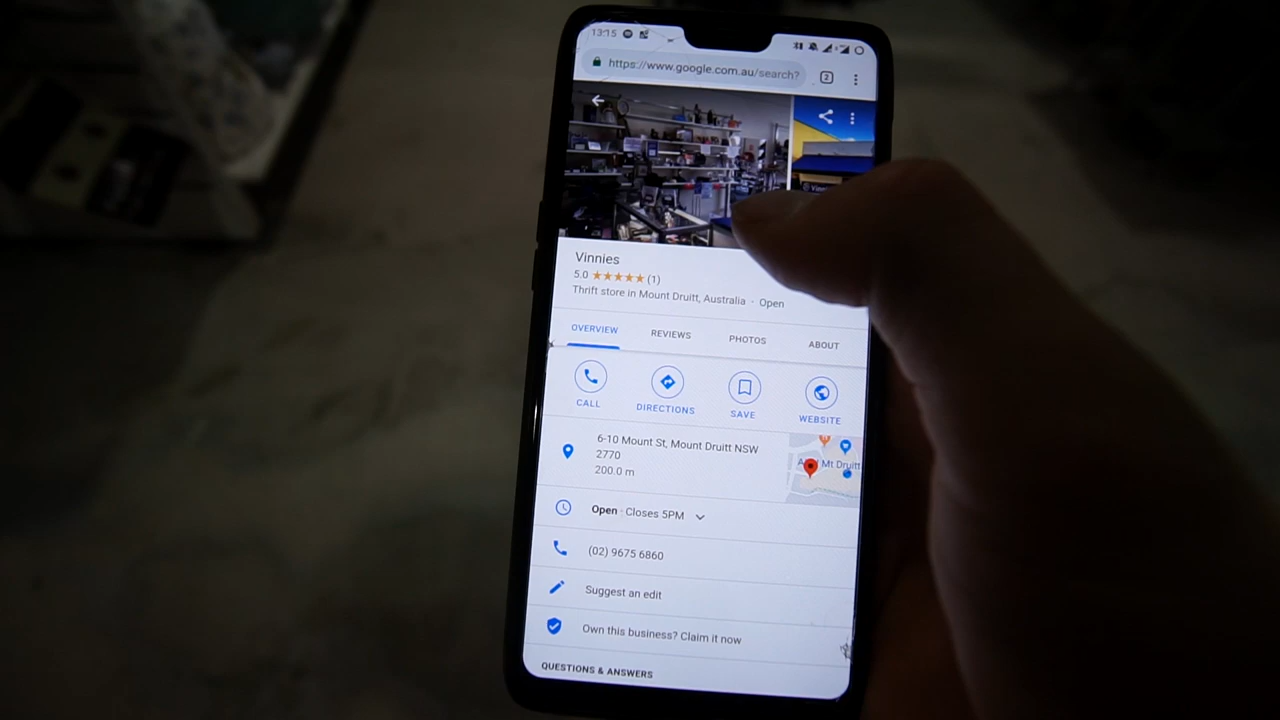 13:15
https://www.google.com.au/search?
2
Vinnies
5.0 ★★★★★ (1)
Thrift store in Mount Druitt, Australia · Open
OVERVIEW REVIEWS PHOTOS ABOUT
CALL DIRECTIONS SAVE WEBSITE
6-10 Mount St, Mount Druitt NSW
2770
200.0 m
Mt Druitt
Open · Closes 5PM
(02) 9675 6860
Suggest an edit
Own this business? Claim it now
QUESTIONS & ANSWERS